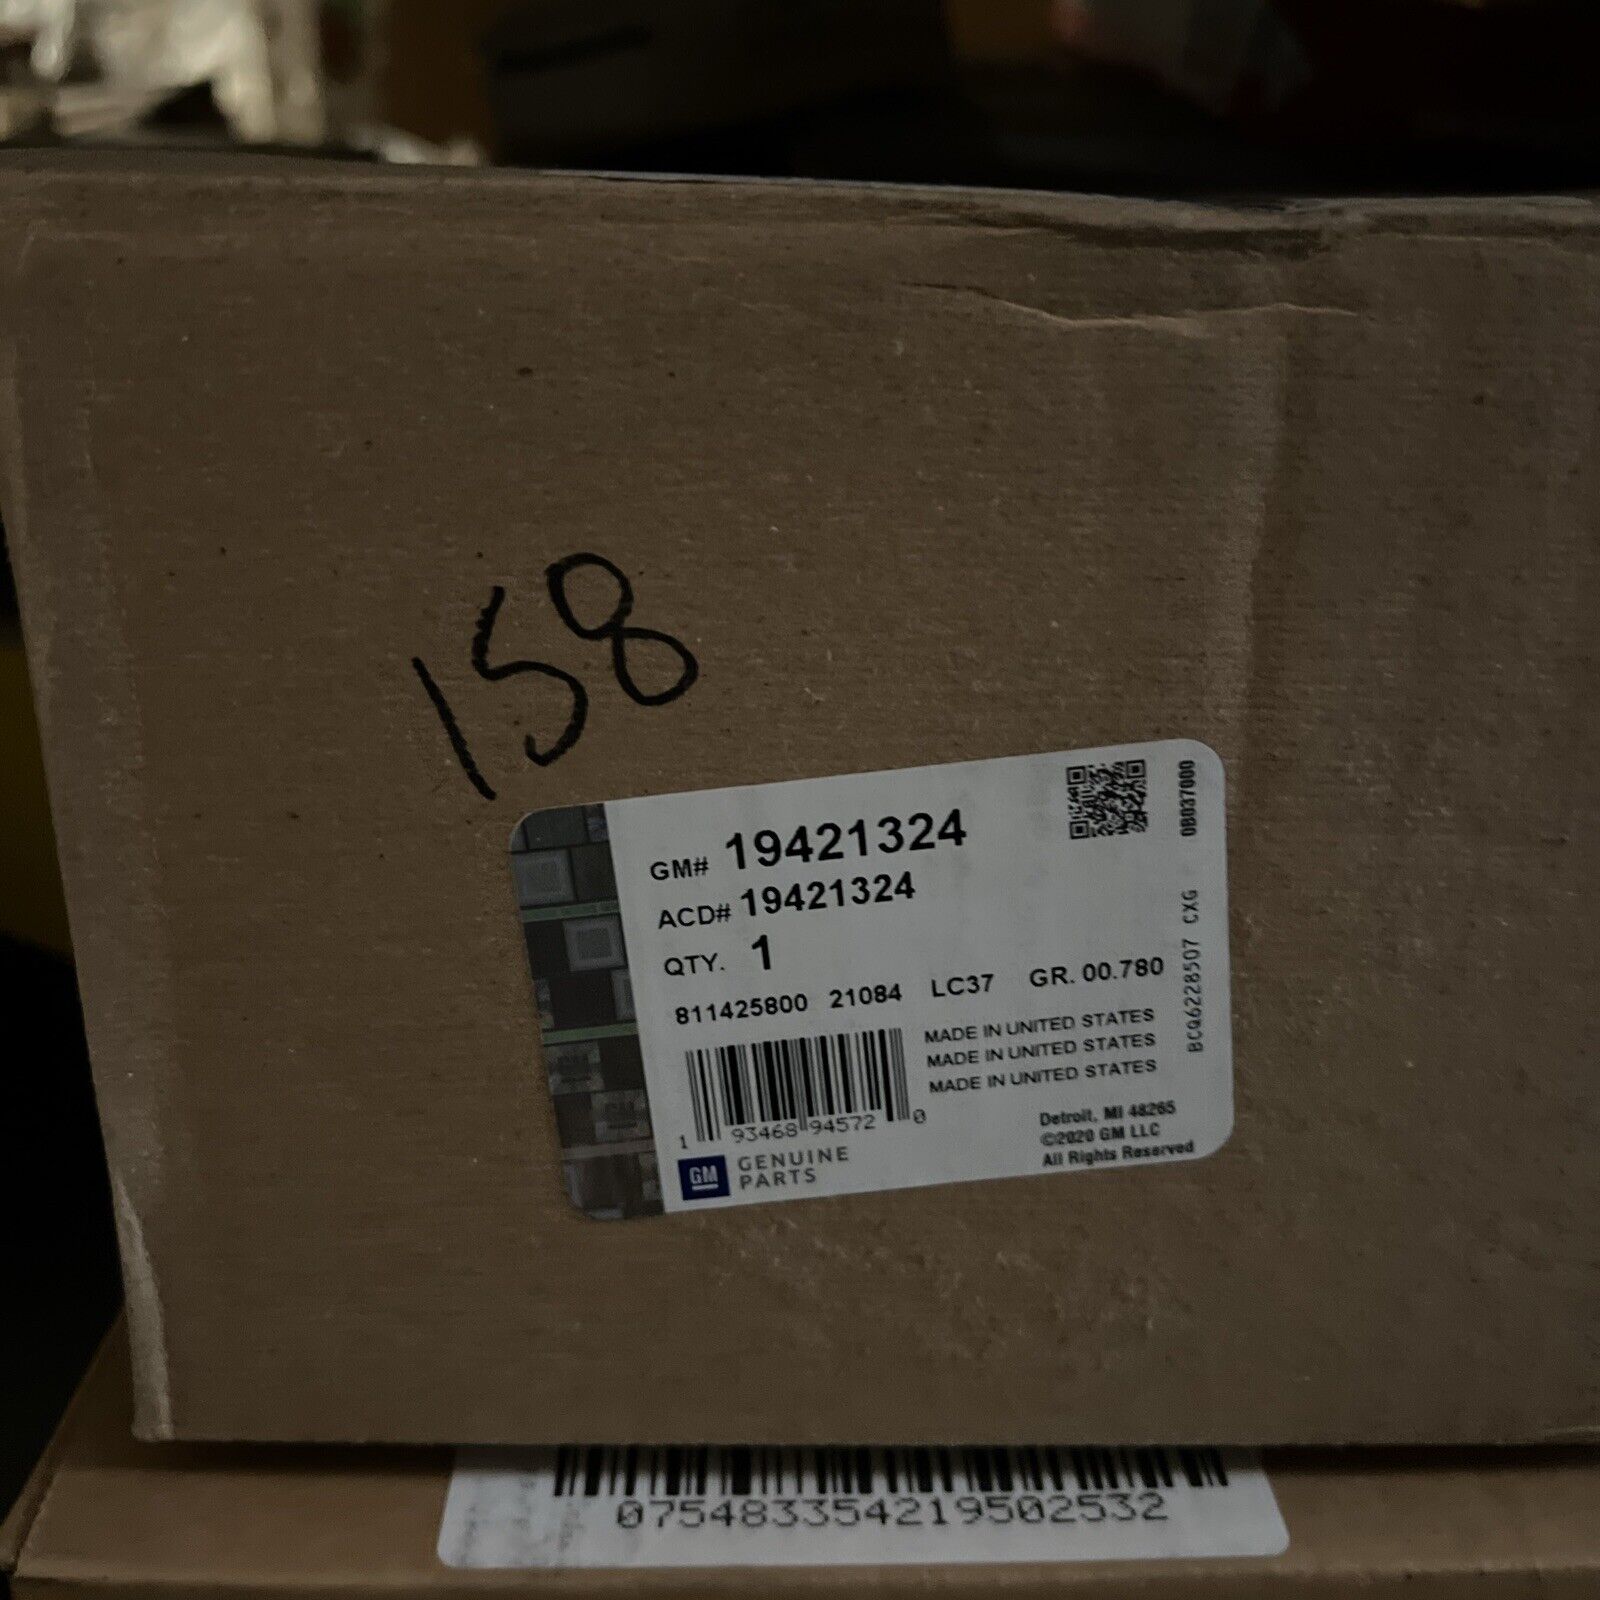 158
GM# 19421324
ACD# 19421324
QTY. 1
811425800 21084 LC37 GR. 00.780
MADE IN UNITED STATES
MADE IN UNITED STATES
MADE IN UNITED STATES
1 93468 94572 0
GM GENUINE
PARTS
Detroit, MI 48265
©2020 GM LLC
All Rights Reserved
BCQ6228507 CXG 0B037000
075483354219502532